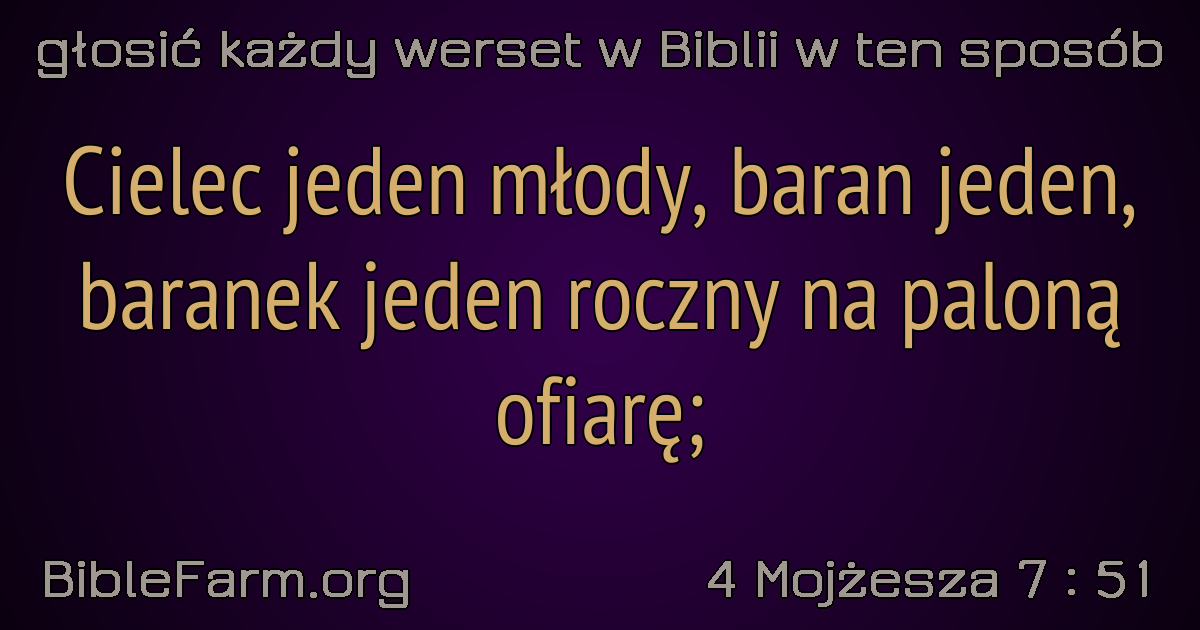 głosić każdy werset w Biblii w ten sposób
Cielec jeden młody, baran jeden,
baranek jeden roczny na paloną
ofiarę;
BibleFarm.org
4 Mojżesza 7 : 51